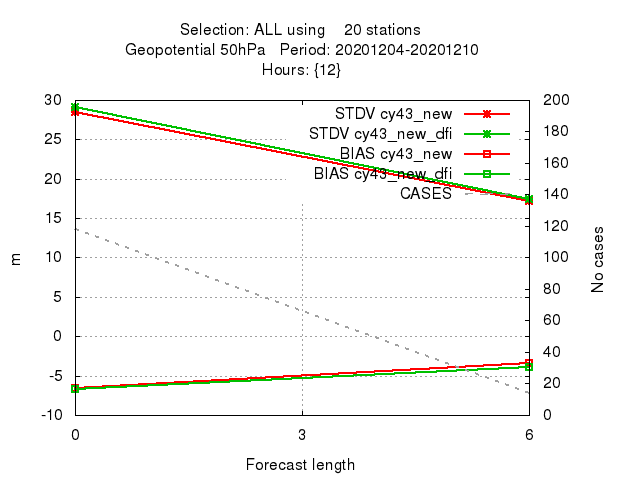 Selection: ALL using    20 stations
Geopotential 50hPa   Period: 20201204-20201210
Hours: {12}
STDV cy43_new
STDV cy43_new_dfi
BIAS cy43_new
BIAS cy43_new_dfi
CASES
30
25
20
15
10
5
0
-5
-10
m
200
180
160
140
120
100
80
60
40
20
0
No cases
0 3 6
Forecast length